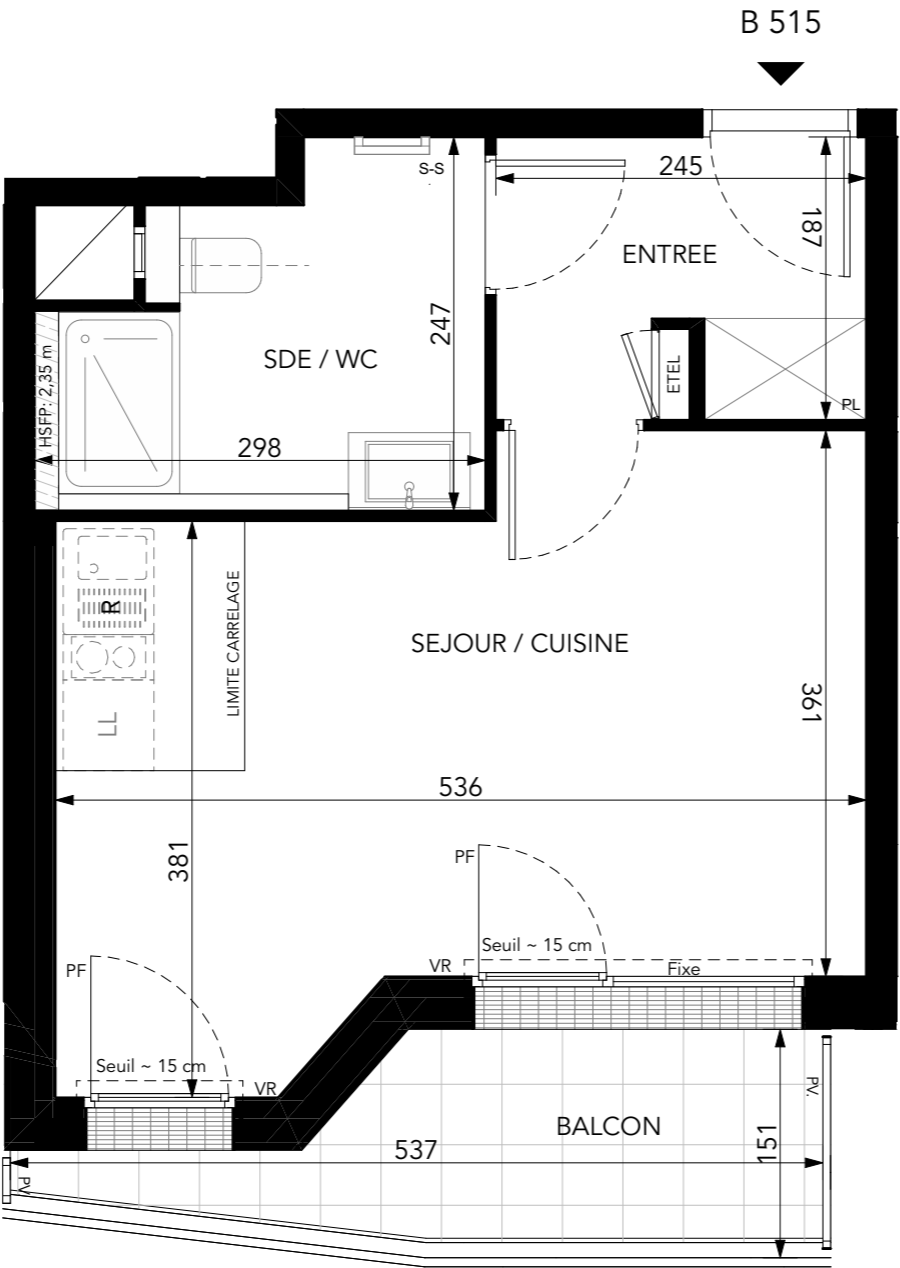 B 515
S-S
245
187
ENTREE
247
SDE / WC
HSFP: 2,35 m
ETEL
PL
298
R
LIMITE CARRELAGE
SEJOUR / CUISINE
361
LL
536
381
PF
Seuil ~ 15 cm
VR
Fixe
PF
Seuil ~ 15 cm
VR
PV.
BALCON
151
537
PV.